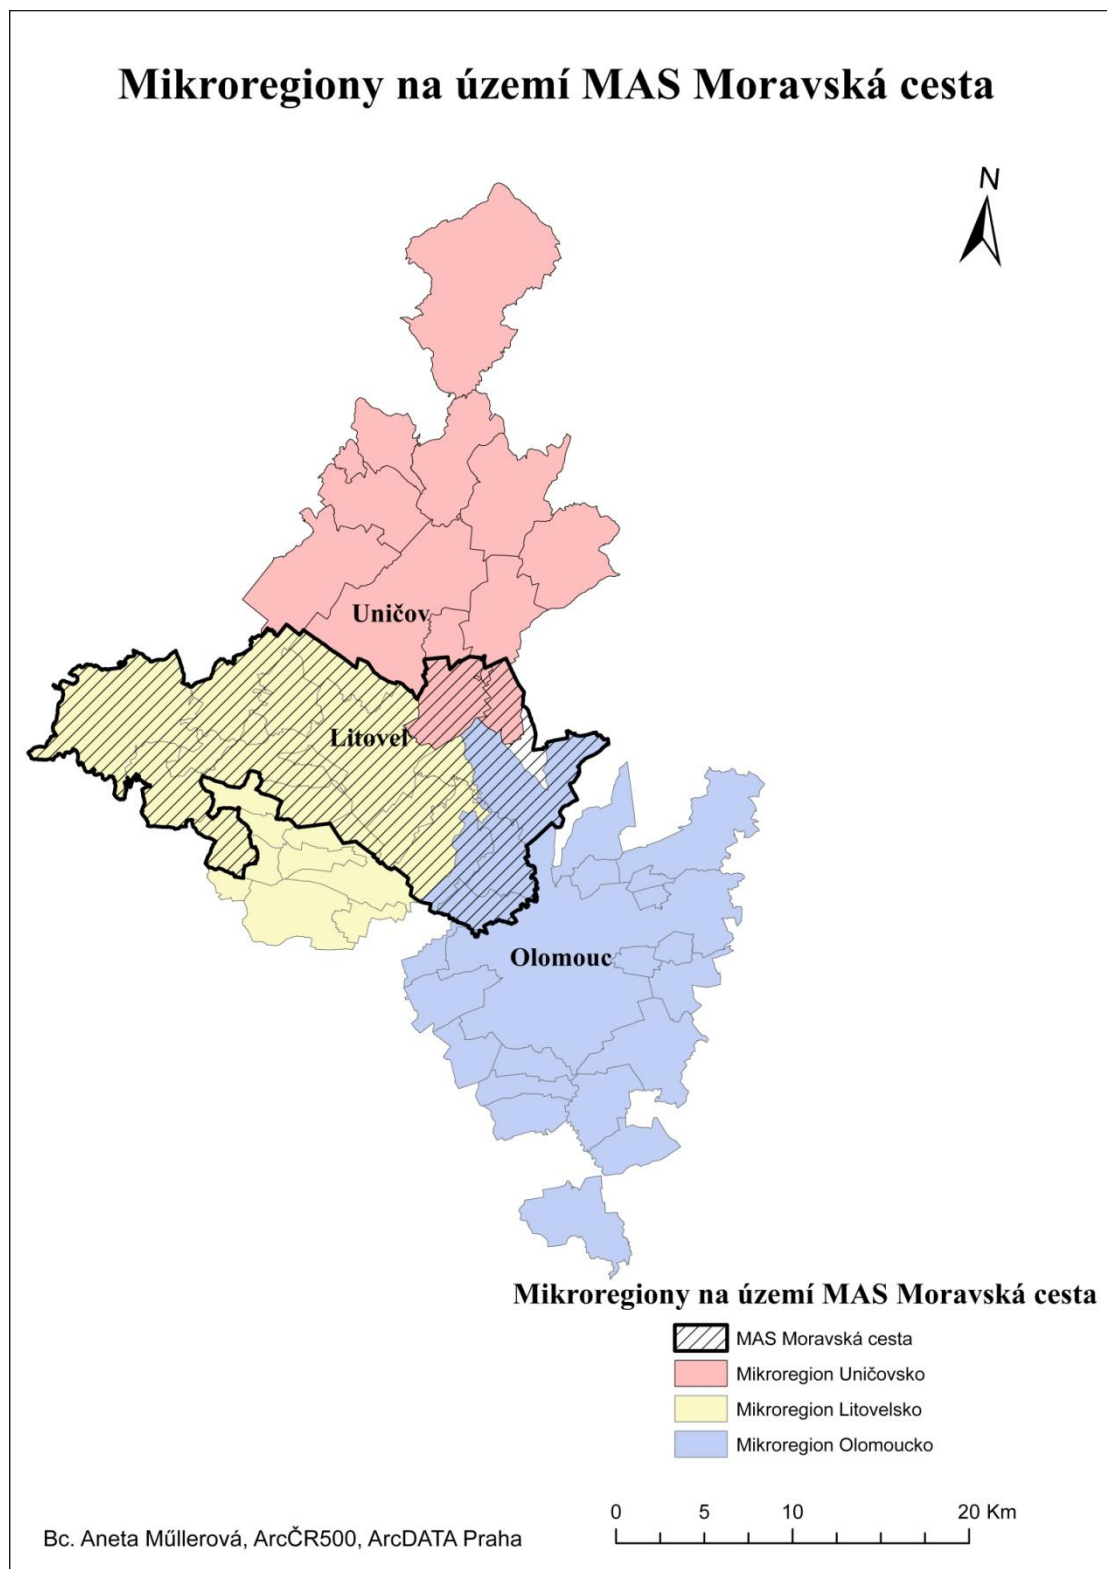 Mikroregiony na území MAS Moravská cesta
N
Uničov
Litovel
Olomouc
Mikroregiony na území MAS Moravská cesta
MAS Moravská cesta
Mikroregion Uničovsko
Mikroregion Litovelsko
Mikroregion Olomoucko
0 5 10 20 Km
Bc. Aneta Műllerová, ArcČR500, ArcDATA Praha